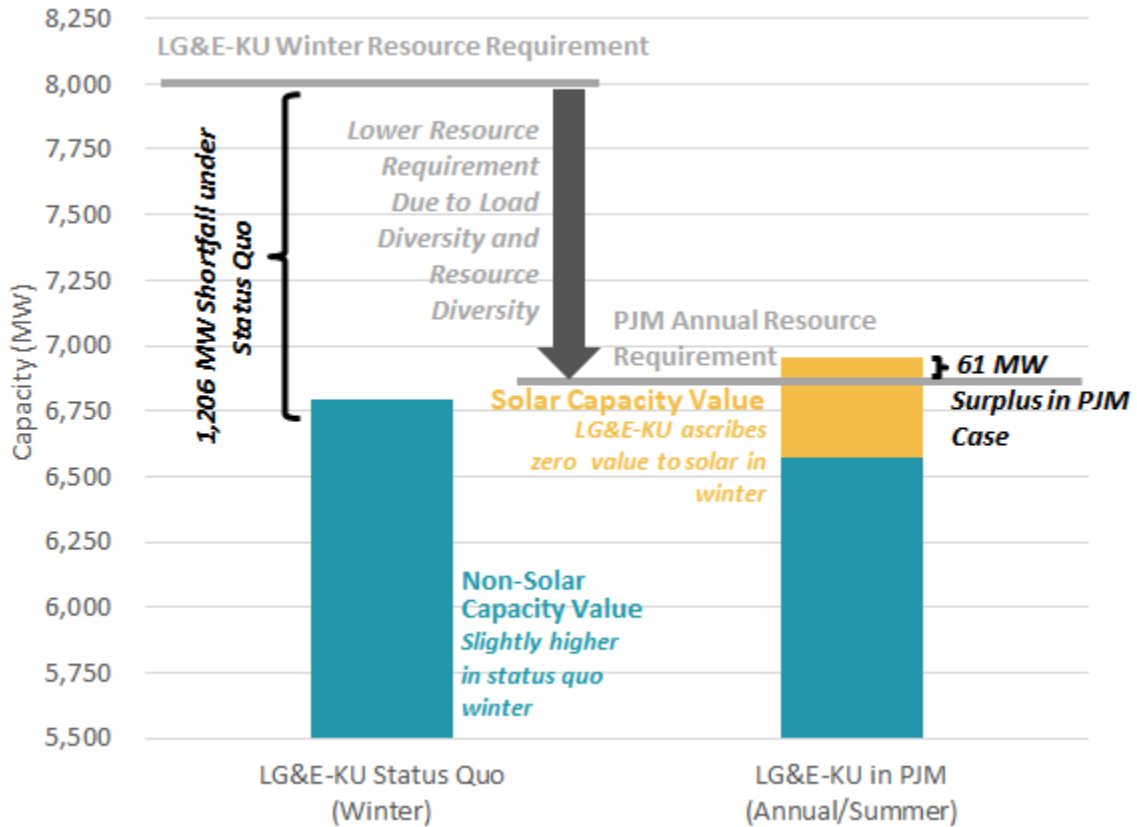 8,250
8,000
7,750
7,500
7,250
7,000
6,750
6,500
6,250
6,000
5,750
5,500
Capacity (MW)
LG&E-KU Winter Resource Requirement
1,206 MW Shortfall under
Status Quo
Lower Resource
Requirement
Due to Load
Diversity and
Resource
Diversity
PJM Annual Resource
Requirement
Solar Capacity Value
LG&E-KU ascribes
zero value to solar in
winter
61 MW
Surplus in PJM
Case
Non-Solar
Capacity Value
Slightly higher
in status quo
winter
LG&E-KU Status Quo
(Winter)
LG&E-KU in PJM
(Annual/Summer)